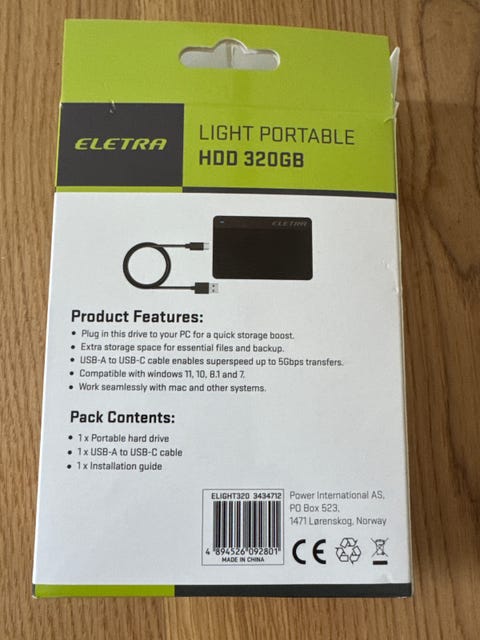 ELETRA
LIGHT PORTABLE
HDD 320GB
ELETRA
Product Features:
• Plug in this drive to your PC for a quick storage boost.
• Extra storage space for essential files and backup.
• USB-A to USB-C cable enables superspeed up to 5Gbps transfers.
• Compatible with windows 11, 10, 8.1 and 7.
• Work seamlessly with mac and other systems.
Pack Contents:
• 1 x Portable hard drive
• 1 x USB-A to USB-C cable
• 1 x Installation guide
ELIGHT320 3434712
4 894526 092801
MADE IN CHINA
Power International AS,
PO Box 523,
1471 Lørenskog, Norway
CE